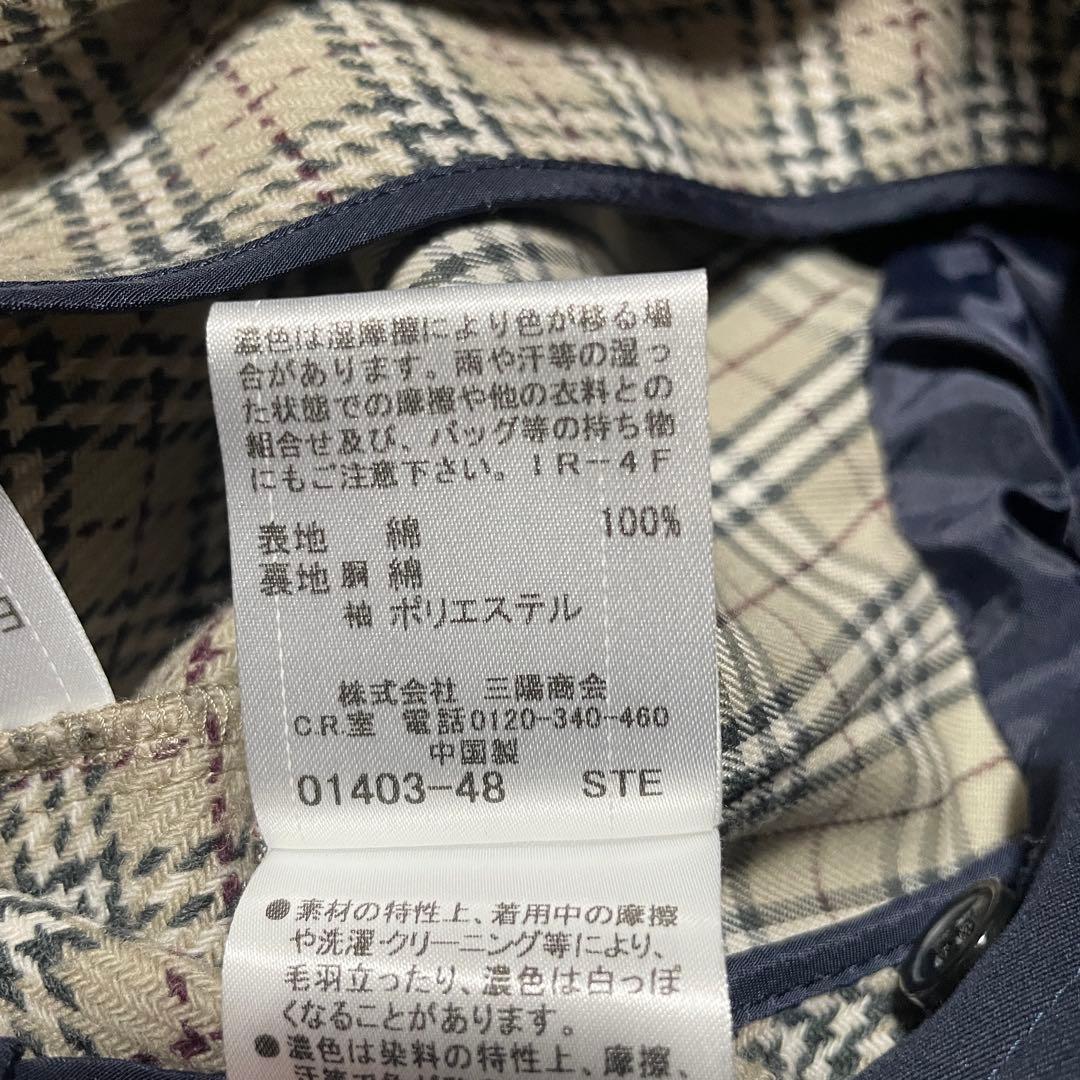 濃色は湿摩擦により色が移る場
合があります。雨や汗等の湿っ
た状態での摩擦や他の衣料との
組合せ及び、バッグ等の持ち物
にもご注意下さい。IR-4F
表地 綿 100%
裏地 胴 綿
袖 ポリエステル
株式会社 三陽商会
C.R.室 電話0120-340-460
中国製
01403-48 STE
●素材の特性上、着用中の摩擦
や洗濯・クリーニング等により、
毛羽立ったり、濃色は白っぽ
くなることがあります。
●濃色は染料の特性上、摩擦、